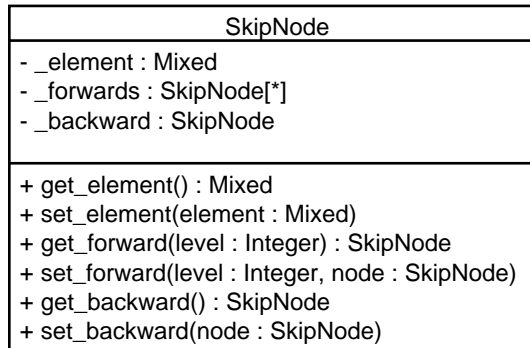 SkipNode
- _element : Mixed
- _forwards : SkipNode[*]
- _backward : SkipNode
+ get_element() : Mixed
+ set_element(element : Mixed)
+ get_forward(level : Integer) : SkipNode
+ set_forward(level : Integer, node : SkipNode)
+ get_backward() : SkipNode
+ set_backward(node : SkipNode)